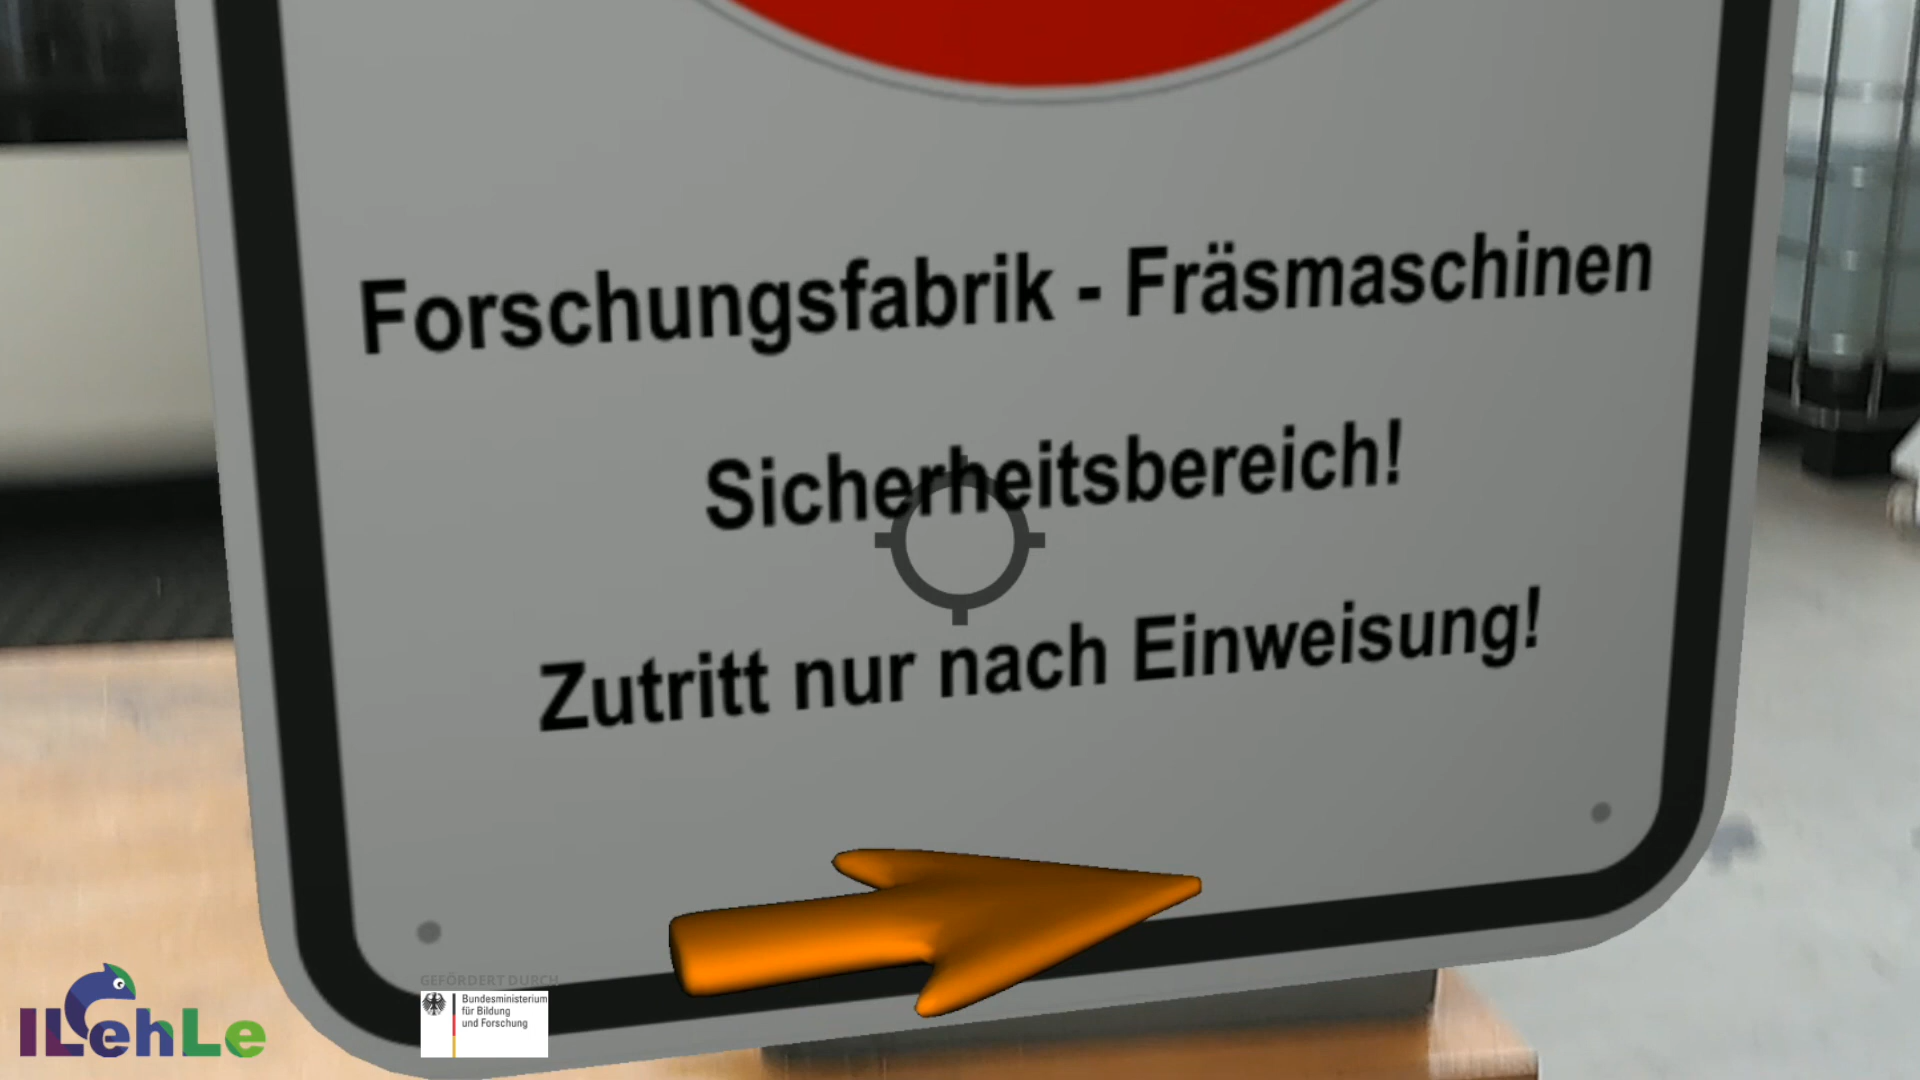 Forschungsfabrik - Fräsmaschinen
Sicherheitsbereich!
Zutritt nur nach Einweisung!
GEFÖRDERT DURCH
Bundesministerium
für Bildung
und Forschung
ILehLe